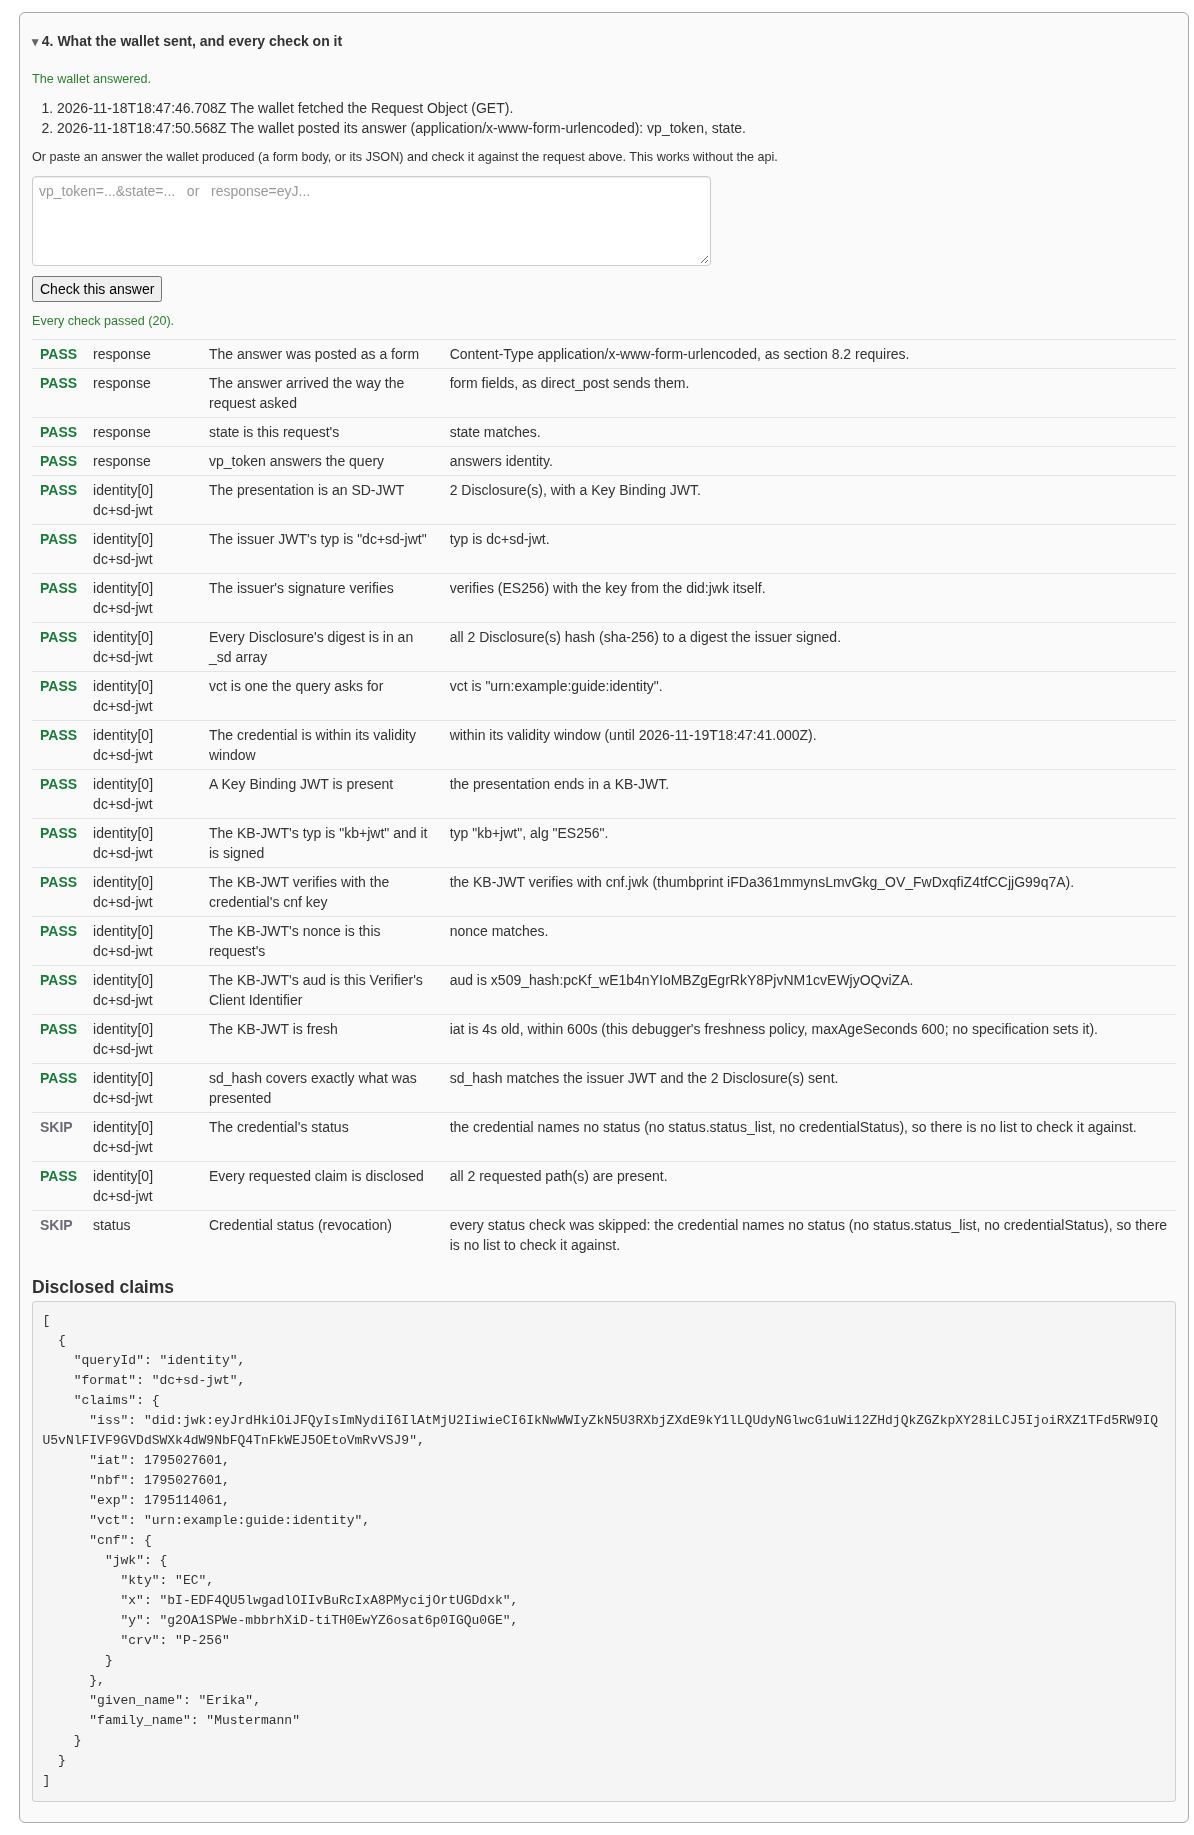 ▾ 4. What the wallet sent, and every check on it
The wallet answered.
1. 2026-11-18T18:47:46.708Z The wallet fetched the Request Object (GET).
2. 2026-11-18T18:47:50.568Z The wallet posted its answer (application/x-www-form-urlencoded): vp_token, state.
Or paste an answer the wallet produced (a form body, or its JSON) and check it against the request above. This works without the api.
vp_token=...&state=... or response=eyJ...
Check this answer
Every check passed (20).
PASS response The answer was posted as a form Content-Type application/x-www-form-urlencoded, as section 8.2 requires.
PASS response The answer arrived the way the form fields, as direct_post sends them.
request asked
PASS response state is this request's state matches.
PASS response vp_token answers the query answers identity.
PASS identity[0] The presentation is an SD-JWT 2 Disclosure(s), with a Key Binding JWT.
dc+sd-jwt
PASS identity[0] The issuer JWT's typ is "dc+sd-jwt" typ is dc+sd-jwt.
dc+sd-jwt
PASS identity[0] The issuer's signature verifies verifies (ES256) with the key from the did:jwk itself.
dc+sd-jwt
PASS identity[0] Every Disclosure's digest is in an all 2 Disclosure(s) hash (sha-256) to a digest the issuer signed.
dc+sd-jwt _sd array
PASS identity[0] vct is one the query asks for vct is "urn:example:guide:identity".
dc+sd-jwt
PASS identity[0] The credential is within its validity within its validity window (until 2026-11-19T18:47:41.000Z).
dc+sd-jwt window
PASS identity[0] A Key Binding JWT is present the presentation ends in a KB-JWT.
dc+sd-jwt
PASS identity[0] The KB-JWT's typ is "kb+jwt" and it typ "kb+jwt", alg "ES256".
dc+sd-jwt is signed
PASS identity[0] The KB-JWT verifies with the the KB-JWT verifies with cnf.jwk (thumbprint iFDa361mmynsLmvGkg_OV_FwDxqfiZ4tfCCjjG99q7A).
dc+sd-jwt credential's cnf key
PASS identity[0] The KB-JWT's nonce is this nonce matches.
dc+sd-jwt request's
PASS identity[0] The KB-JWT's aud is this Verifier's aud is x509_hash:pcKf_wE1b4nYIoMBZgEgrRkY8PjvNM1cvEWjyOQviZA.
dc+sd-jwt Client Identifier
PASS identity[0] The KB-JWT is fresh iat is 4s old, within 600s (this debugger's freshness policy, maxAgeSeconds 600; no specification sets it).
dc+sd-jwt
PASS identity[0] sd_hash covers exactly what was sd_hash matches the issuer JWT and the 2 Disclosure(s) sent.
dc+sd-jwt presented
SKIP identity[0] The credential's status the credential names no status (no status.status_list, no credentialStatus), so there is no list to check it against.
dc+sd-jwt
PASS identity[0] Every requested claim is disclosed all 2 requested path(s) are present.
dc+sd-jwt
SKIP status Credential status (revocation) every status check was skipped: the credential names no status (no status.status_list, no credentialStatus), so there
is no list to check it against.
Disclosed claims
[
{
"queryId": "identity",
"format": "dc+sd-jwt",
"claims": {
"iss": "did:jwk:eyJrdHkiOiJFQyIsImNydiI6IlAtMjU2IiwieCI6IkNwWWIyZkN5U3RXbjZXdE9kY1lLQUdyNGlwcG1uWi12ZHdjQkZGZkpXY28iLCJ5IjoiRXZ1TFd5RW9IQ
U5vNlFIVF9GVDdSWXk4dW9NbFQ4TnFkWEJ5OEtoVmRvVSJ9",
"iat": 1795027601,
"nbf": 1795027601,
"exp": 1795114061,
"vct": "urn:example:guide:identity",
"cnf": {
"jwk": {
"kty": "EC",
"x": "bI-EDF4QU5lwgadlOIIvBuRcIxA8PMycijOrtUGDdxk",
"y": "g2OA1SPWe-mbbrhXiD-tiTH0EwYZ6osat6p0IGQu0GE",
"crv": "P-256"
}
},
"given_name": "Erika",
"family_name": "Mustermann"
}
}
]